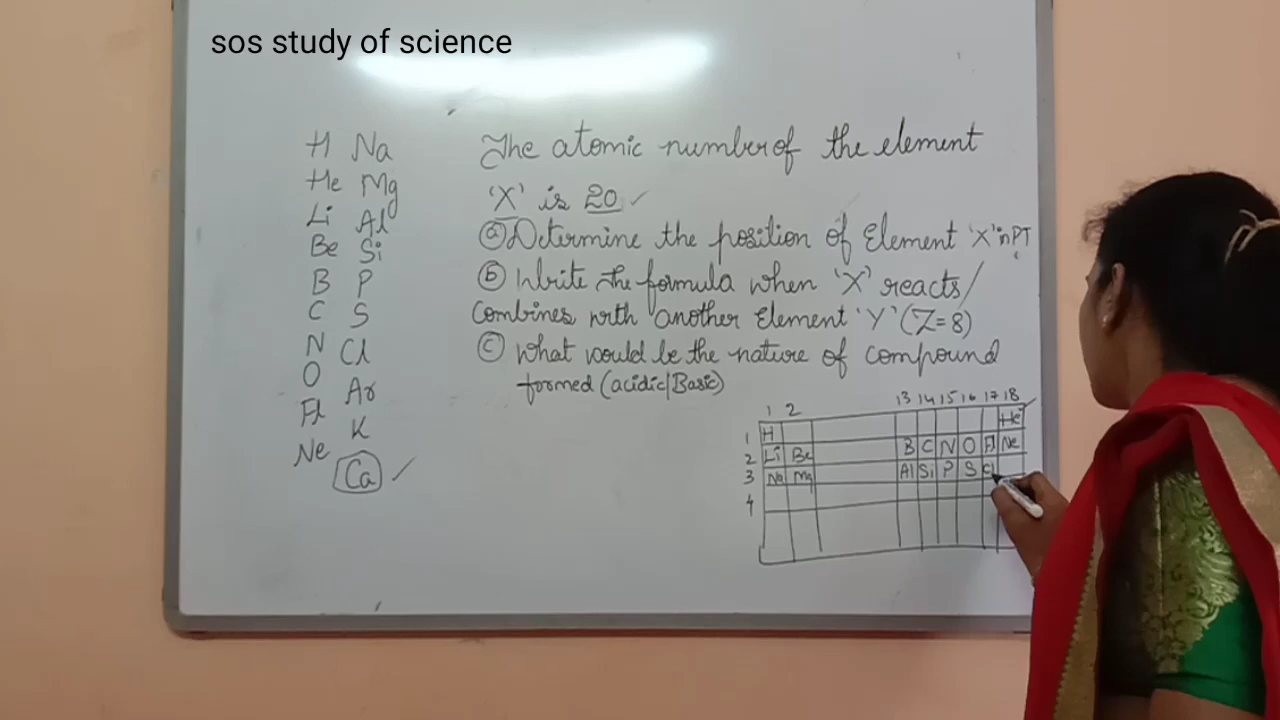 sos study of science
H Na
He Mg
Li Al
Be Si
B P
C S
N Cl
O Ar
Fl K
Ne Ca
The atomic number of the element
'X' is 20
(a) Determine the position of Element 'X' in PT
(b) Write the formula when 'X' reacts/
Combines with another Element 'Y' (Z=8)
(c) What would be the nature of compound
formed (acidic/Basic)
1 2 13 14 15 16 17 18
1 H He
2 Li Be B C N O Fl Ne
3 Na Mg Al Si P S Cl
4